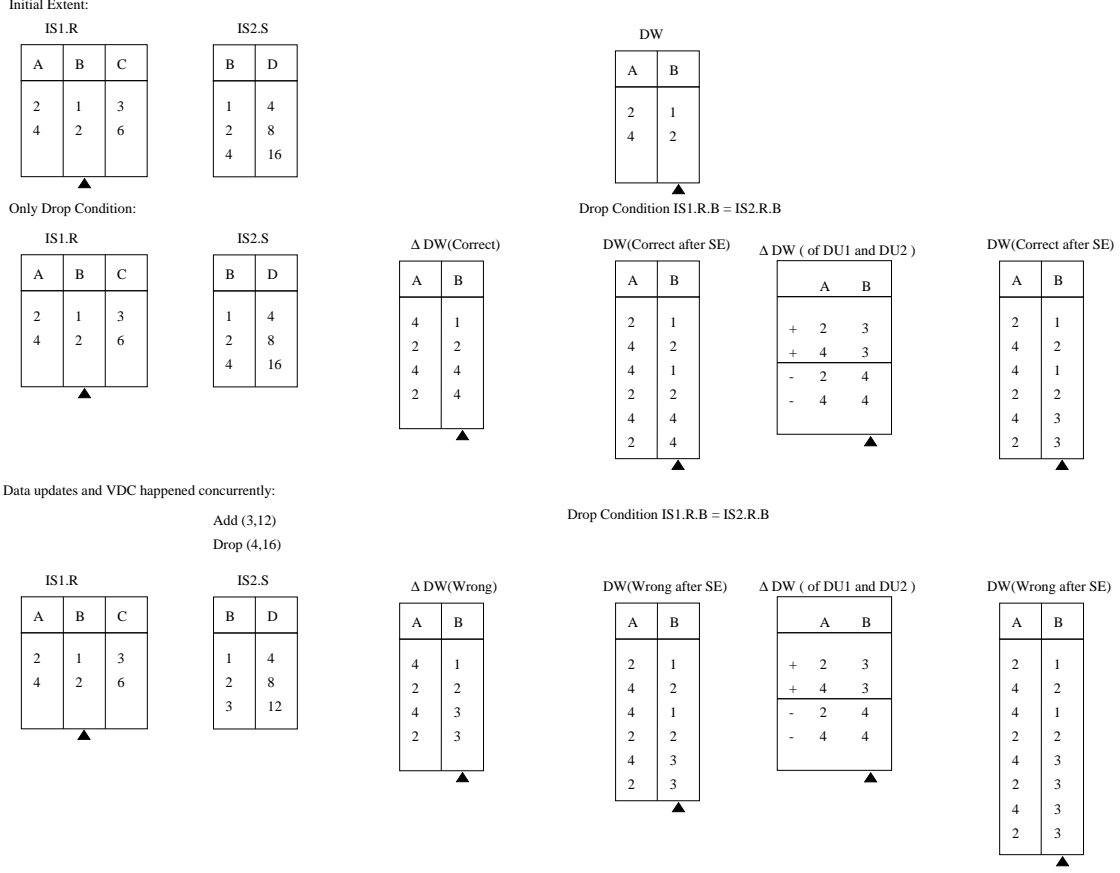 Initial Extent:
IS1.R IS2.S DW
A B C B D A B
2 1 3 1 4 2 1
4 2 6 2 8 4 2
4 16
Only Drop Condition: Drop Condition IS1.R.B = IS2.R.B
IS1.R IS2.S Δ DW(Correct) DW(Correct after SE) Δ DW ( of DU1 and DU2 ) DW(Correct after SE)
A B C B D A B A B A B A B
2 1 3 1 4 4 1 2 1 + 2 3 2 1
4 2 6 2 8 2 2 4 2 + 4 3 4 2
4 16 4 4 4 1 - 2 4 4 1
2 4 2 2 - 4 4 2 2
4 4 4 3
2 4 2 3
Data updates and VDC happened concurrently:
Add (3,12) Drop Condition IS1.R.B = IS2.R.B
Drop (4,16)
IS1.R IS2.S Δ DW(Wrong) DW(Wrong after SE) Δ DW ( of DU1 and DU2 ) DW(Wrong after SE)
A B C B D A B A B A B A B
2 1 3 1 4 4 1 2 1 + 2 3 2 1
4 2 6 2 8 2 2 4 2 + 4 3 4 2
3 12 4 3 4 1 - 2 4 4 1
2 3 2 2 - 4 4 2 2
4 3 4 3
2 3 2 3
4 3
2 3